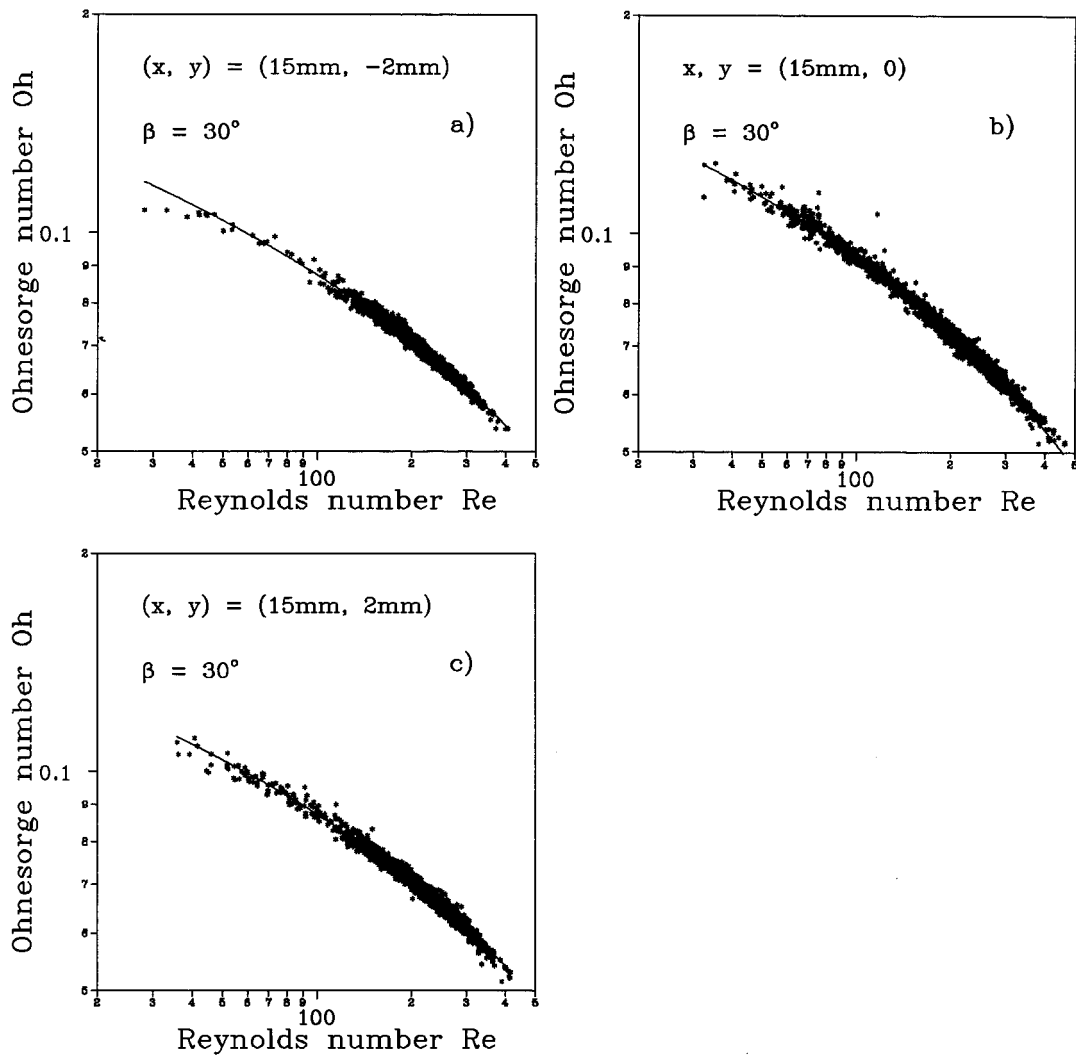 2
(x, y) = (15mm, -2mm)
β = 30°
a)
Ohnesorge number Oh
0.1
9
8
7
6
5
2 3 4 5 6 7 8 9 2 3 4 5
100
Reynolds number Re
2
x, y = (15mm, 0)
β = 30°
b)
Ohnesorge number Oh
0.1
9
8
7
6
5
2 3 4 5 6 7 8 9 2 3 4 5
100
Reynolds number Re
2
(x, y) = (15mm, 2mm)
β = 30°
c)
Ohnesorge number Oh
0.1
9
8
7
6
5
2 3 4 5 6 7 8 9 2 3 4 5
100
Reynolds number Re